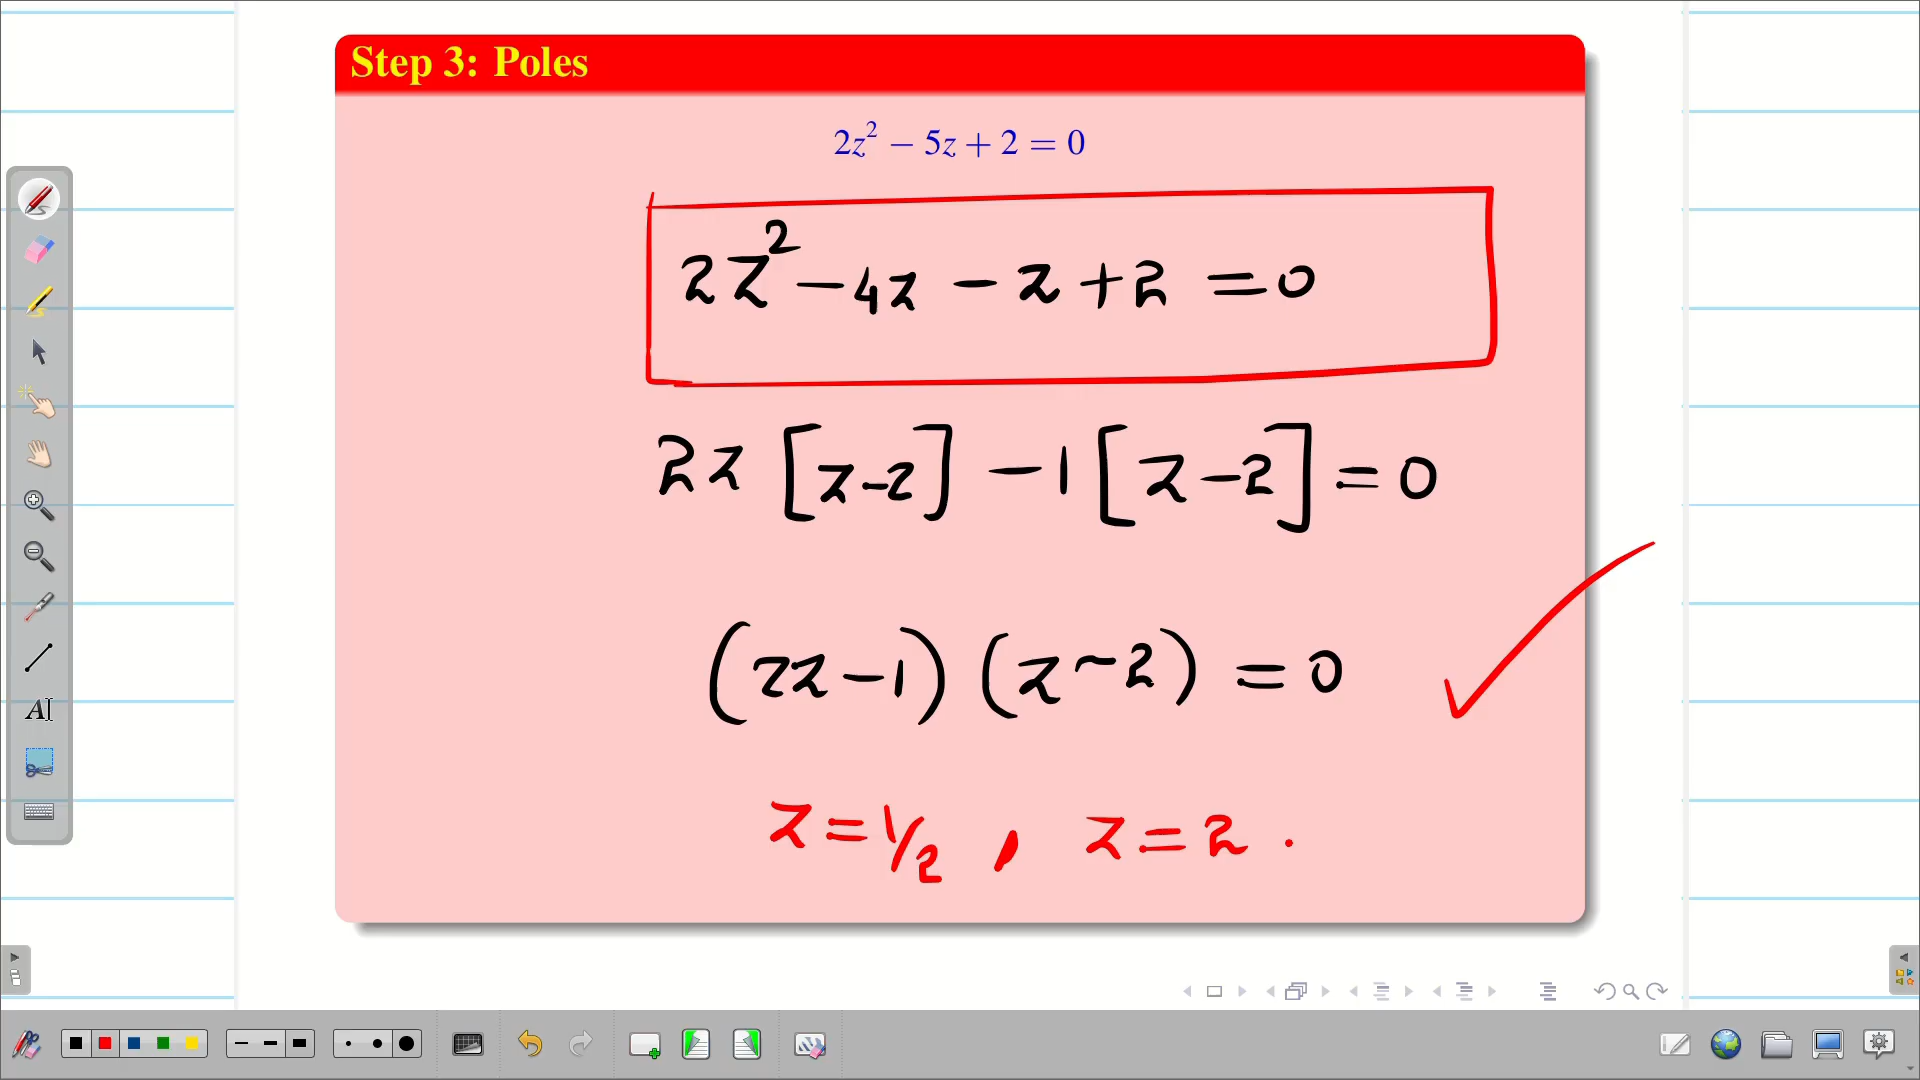 Step 3: Poles
2z² − 5z + 2 = 0
2z² − 4z − z + 2 = 0
2z [z-2] − 1 [z − 2] = 0
(2z − 1) (z ~ 2) = 0
z = 1/2 , z = 2 .